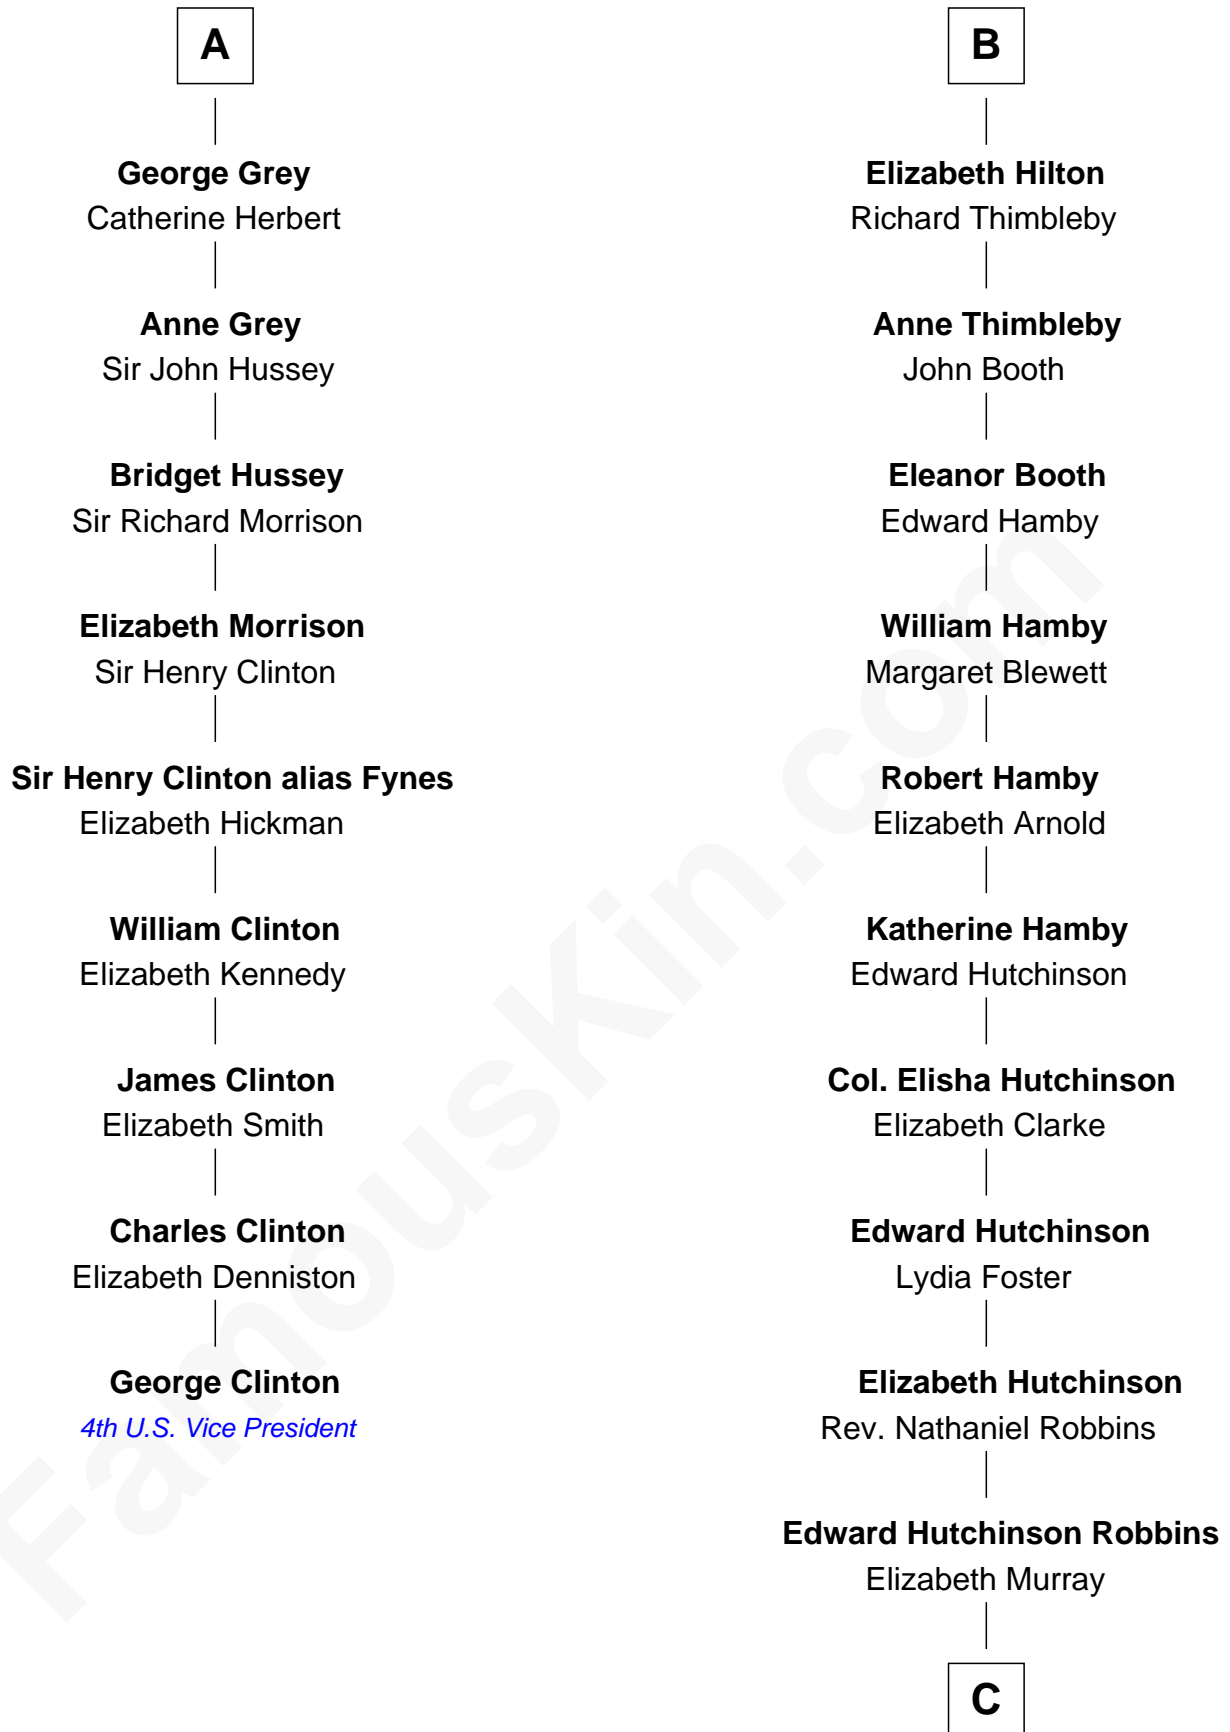 A
George Grey
Catherine Herbert
Anne Grey
Sir John Hussey
Bridget Hussey
Sir Richard Morrison
Elizabeth Morrison
Sir Henry Clinton
Sir Henry Clinton alias Fynes
Elizabeth Hickman
William Clinton
Elizabeth Kennedy
James Clinton
Elizabeth Smith
Charles Clinton
Elizabeth Denniston
George Clinton
4th U.S. Vice President
B
Elizabeth Hilton
Richard Thimbleby
Anne Thimbleby
John Booth
Eleanor Booth
Edward Hamby
William Hamby
Margaret Blewett
Robert Hamby
Elizabeth Arnold
Katherine Hamby
Edward Hutchinson
Col. Elisha Hutchinson
Elizabeth Clarke
Edward Hutchinson
Lydia Foster
Elizabeth Hutchinson
Rev. Nathaniel Robbins
Edward Hutchinson Robbins
Elizabeth Murray
C
FamousKin.com